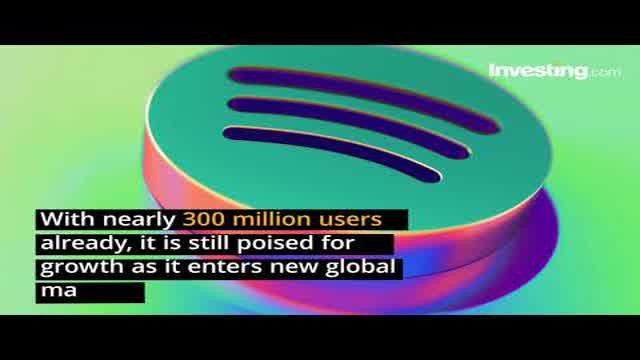 Investing.com
With nearly 300 million users
already, it is still poised for
growth as it enters new global
ma